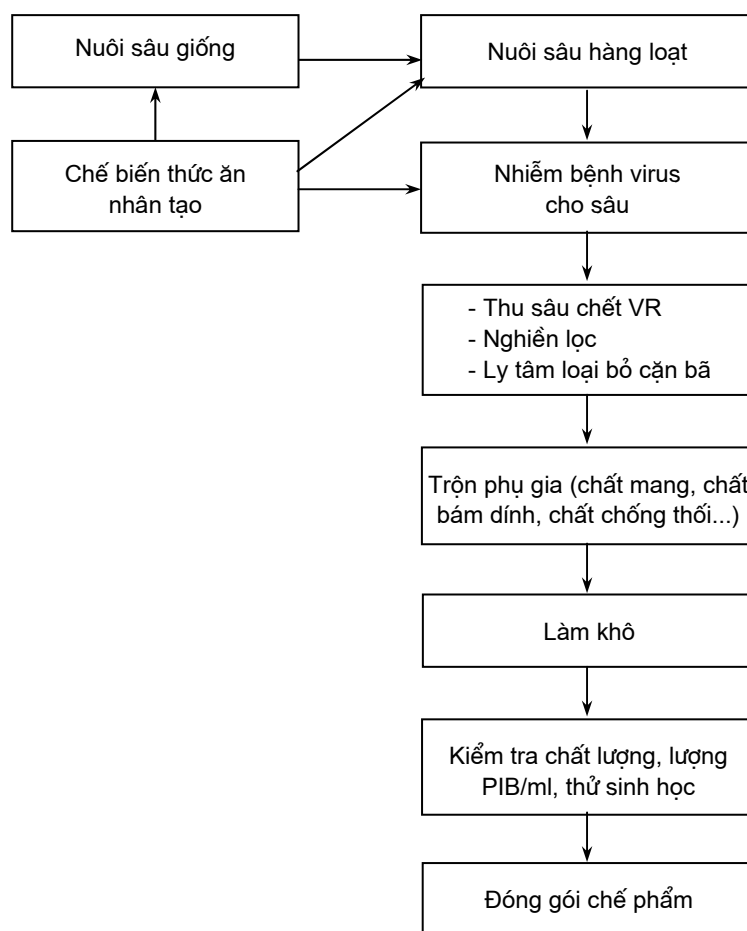 Nuôi sâu giống
Nuôi sâu hàng loạt
Chế biến thức ăn
nhân tạo
Nhiễm bệnh virus
cho sâu
- Thu sâu chết VR
- Nghiền lọc
- Ly tâm loại bỏ cặn bã
Trộn phụ gia (chất mang, chất
bám dính, chất chống thối...)
Làm khô
Kiểm tra chất lượng, lượng
PIB/ml, thử sinh học
Đóng gói chế phẩm